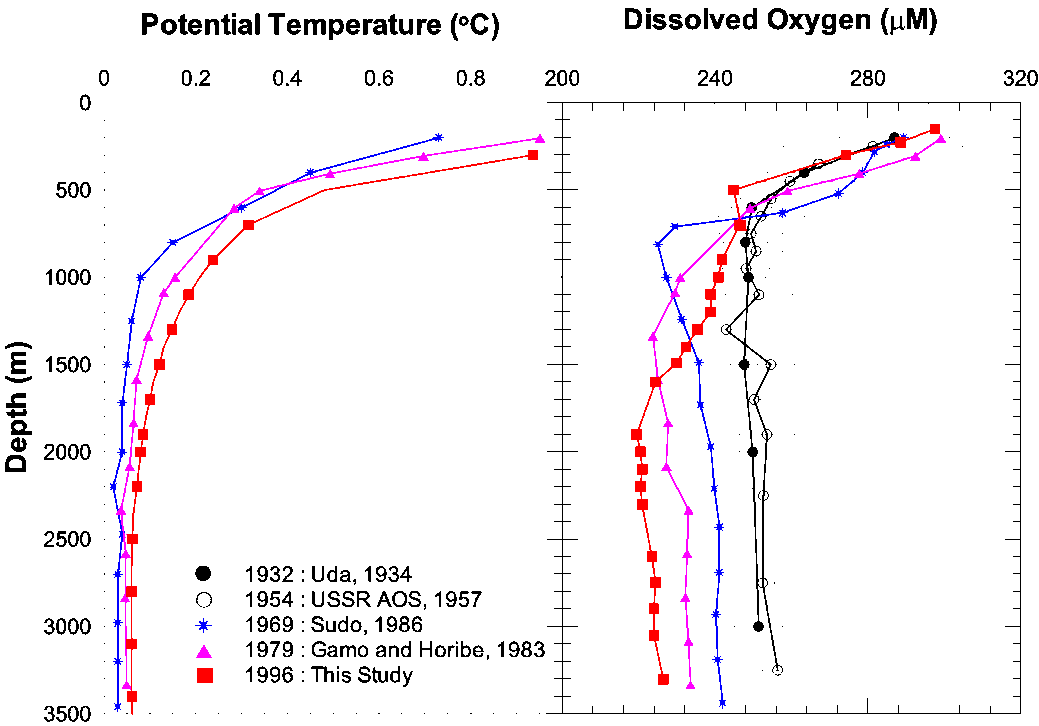 Potential Temperature (°C) Dissolved Oxygen (μM)
0 0.2 0.4 0.6 0.8 200 240 280 320
0
500
1000
1500
2000
2500
3000
3500
Depth (m)
1932 : Uda, 1934
1954 : USSR AOS, 1957
1969 : Sudo, 1986
1979 : Gamo and Horibe, 1983
1996 : This Study